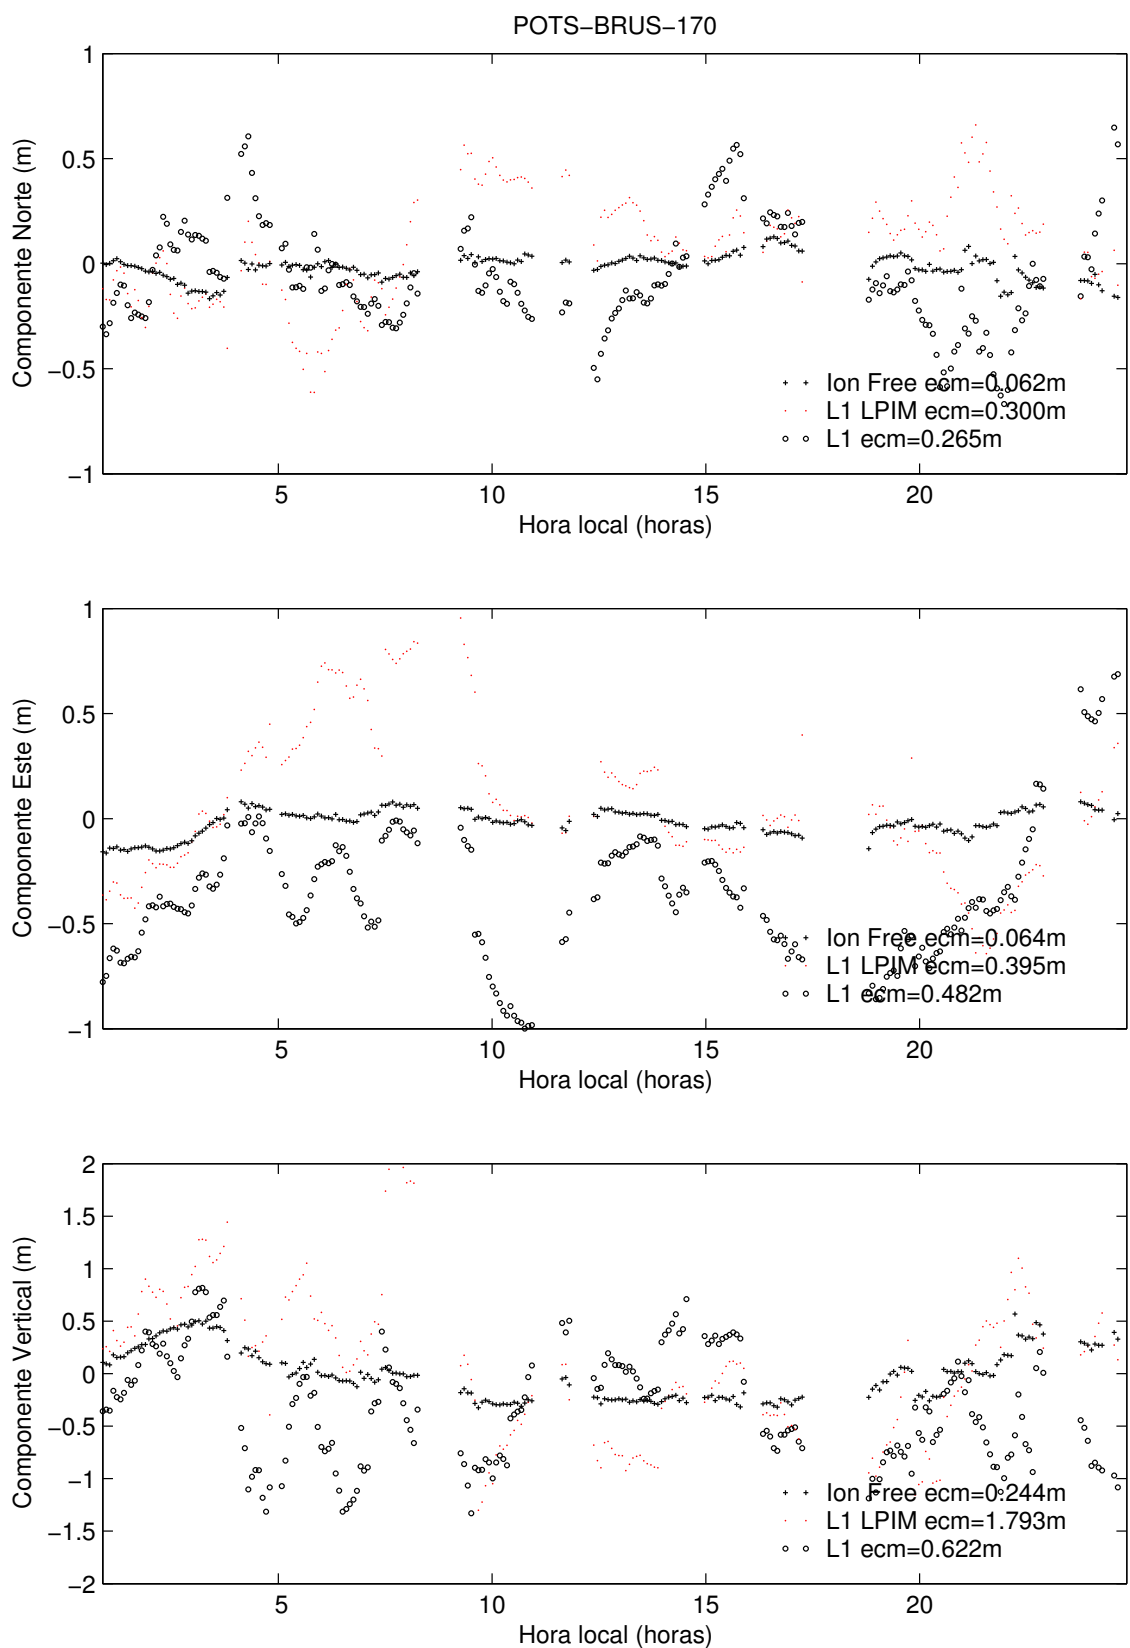 POTS−BRUS−170
1
0.5
0
−0.5
−1
Componente Norte (m)
+ + Ion Free ecm=0.062m
L1 LPIM ecm=0.300m
L1 ecm=0.265m
5 10 15 20
Hora local (horas)
1
0.5
0
−0.5
−1
Componente Este (m)
+ + Ion Free ecm=0.064m
L1 LPIM ecm=0.395m
L1 ecm=0.482m
5 10 15 20
Hora local (horas)
2
1.5
1
0.5
0
−0.5
−1
−1.5
−2
Componente Vertical (m)
+ + Ion Free ecm=0.244m
L1 LPIM ecm=1.793m
L1 ecm=0.622m
5 10 15 20
Hora local (horas)